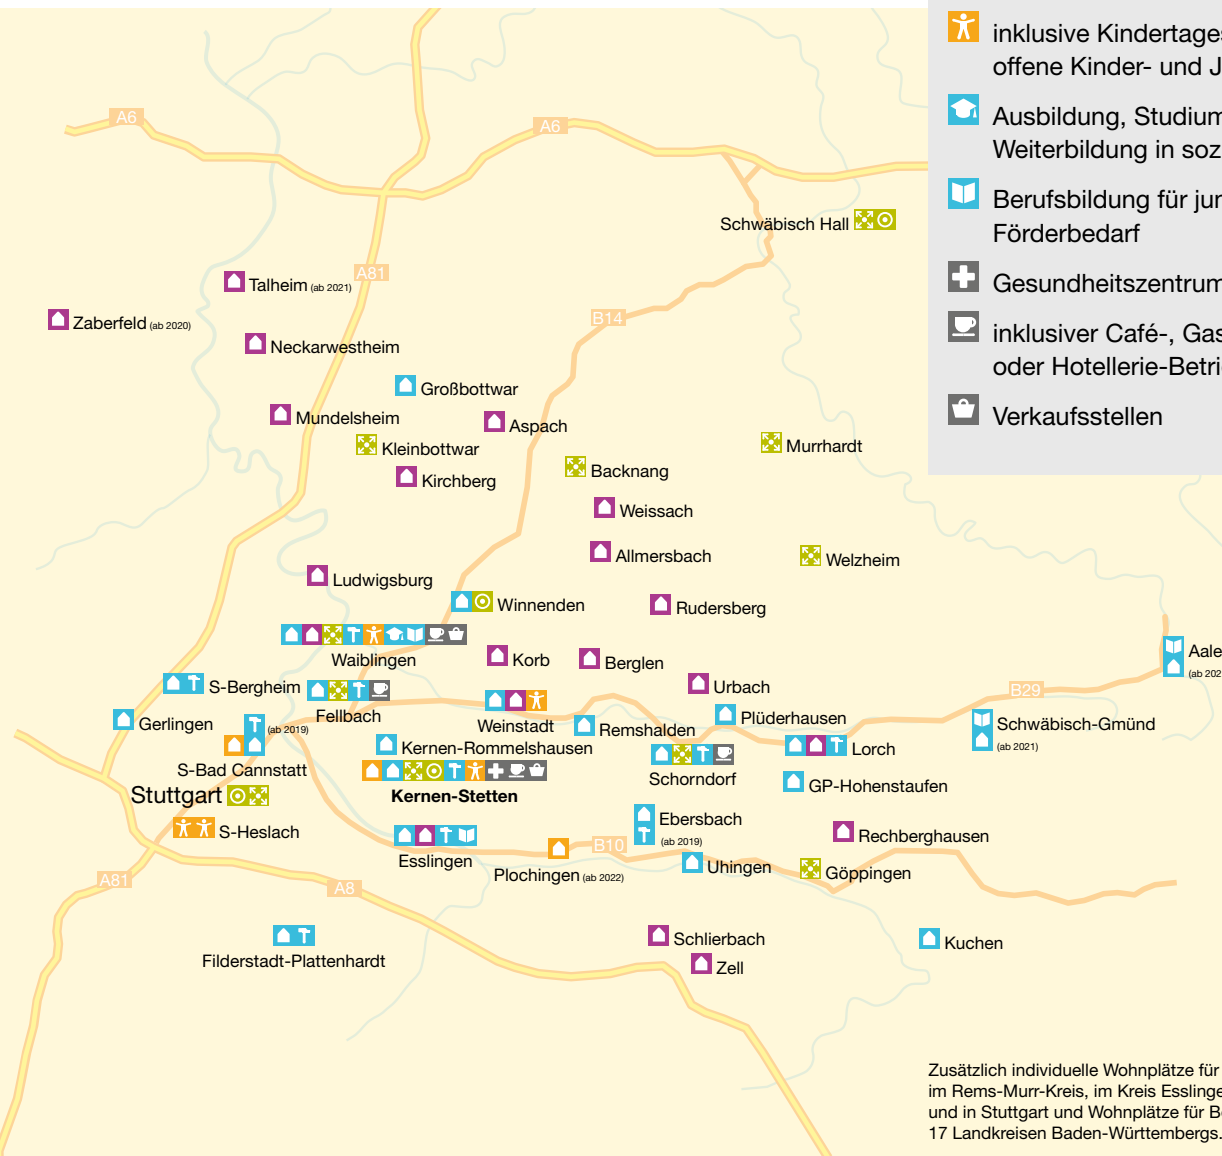 inklusive Kindertages
offene Kinder- und J
Ausbildung, Studium
Weiterbildung in soz
Berufsbildung für jun
Förderbedarf
Gesundheitszentrum
inklusiver Café-, Gas
oder Hotellerie-Betri
Verkaufsstellen
A6
A6
Schwäbisch Hall
A81
Talheim (ab 2021)
Zaberfeld (ab 2020)
B14
Neckarwestheim
Großbottwar
Mundelsheim
Aspach
Kleinbottwar
Murrhardt
Backnang
Kirchberg
Weissach
Allmersbach
Welzheim
Ludwigsburg
Winnenden
Rudersberg
Waiblingen
Korb
Berglen
Aale
(ab 202
S-Bergheim
Urbach
B29
Gerlingen
Fellbach
Weinstadt
Plüderhausen
Schwäbisch-Gmünd
(ab 2021)
(ab 2019)
Remshalden
Kernen-Rommelshausen
Lorch
S-Bad Cannstatt
Schorndorf
GP-Hohenstaufen
Stuttgart
Kernen-Stetten
S-Heslach
Ebersbach
(ab 2019)
Rechberghausen
B10
Esslingen
Plochingen (ab 2022)
Uhingen
Göppingen
A81
A8
Schlierbach
Kuchen
Filderstadt-Plattenhardt
Zell
Zusätzlich individuelle Wohnplätze für
im Rems-Murr-Kreis, im Kreis Esslinge
und in Stuttgart und Wohnplätze für B
17 Landkreisen Baden-Württembergs.